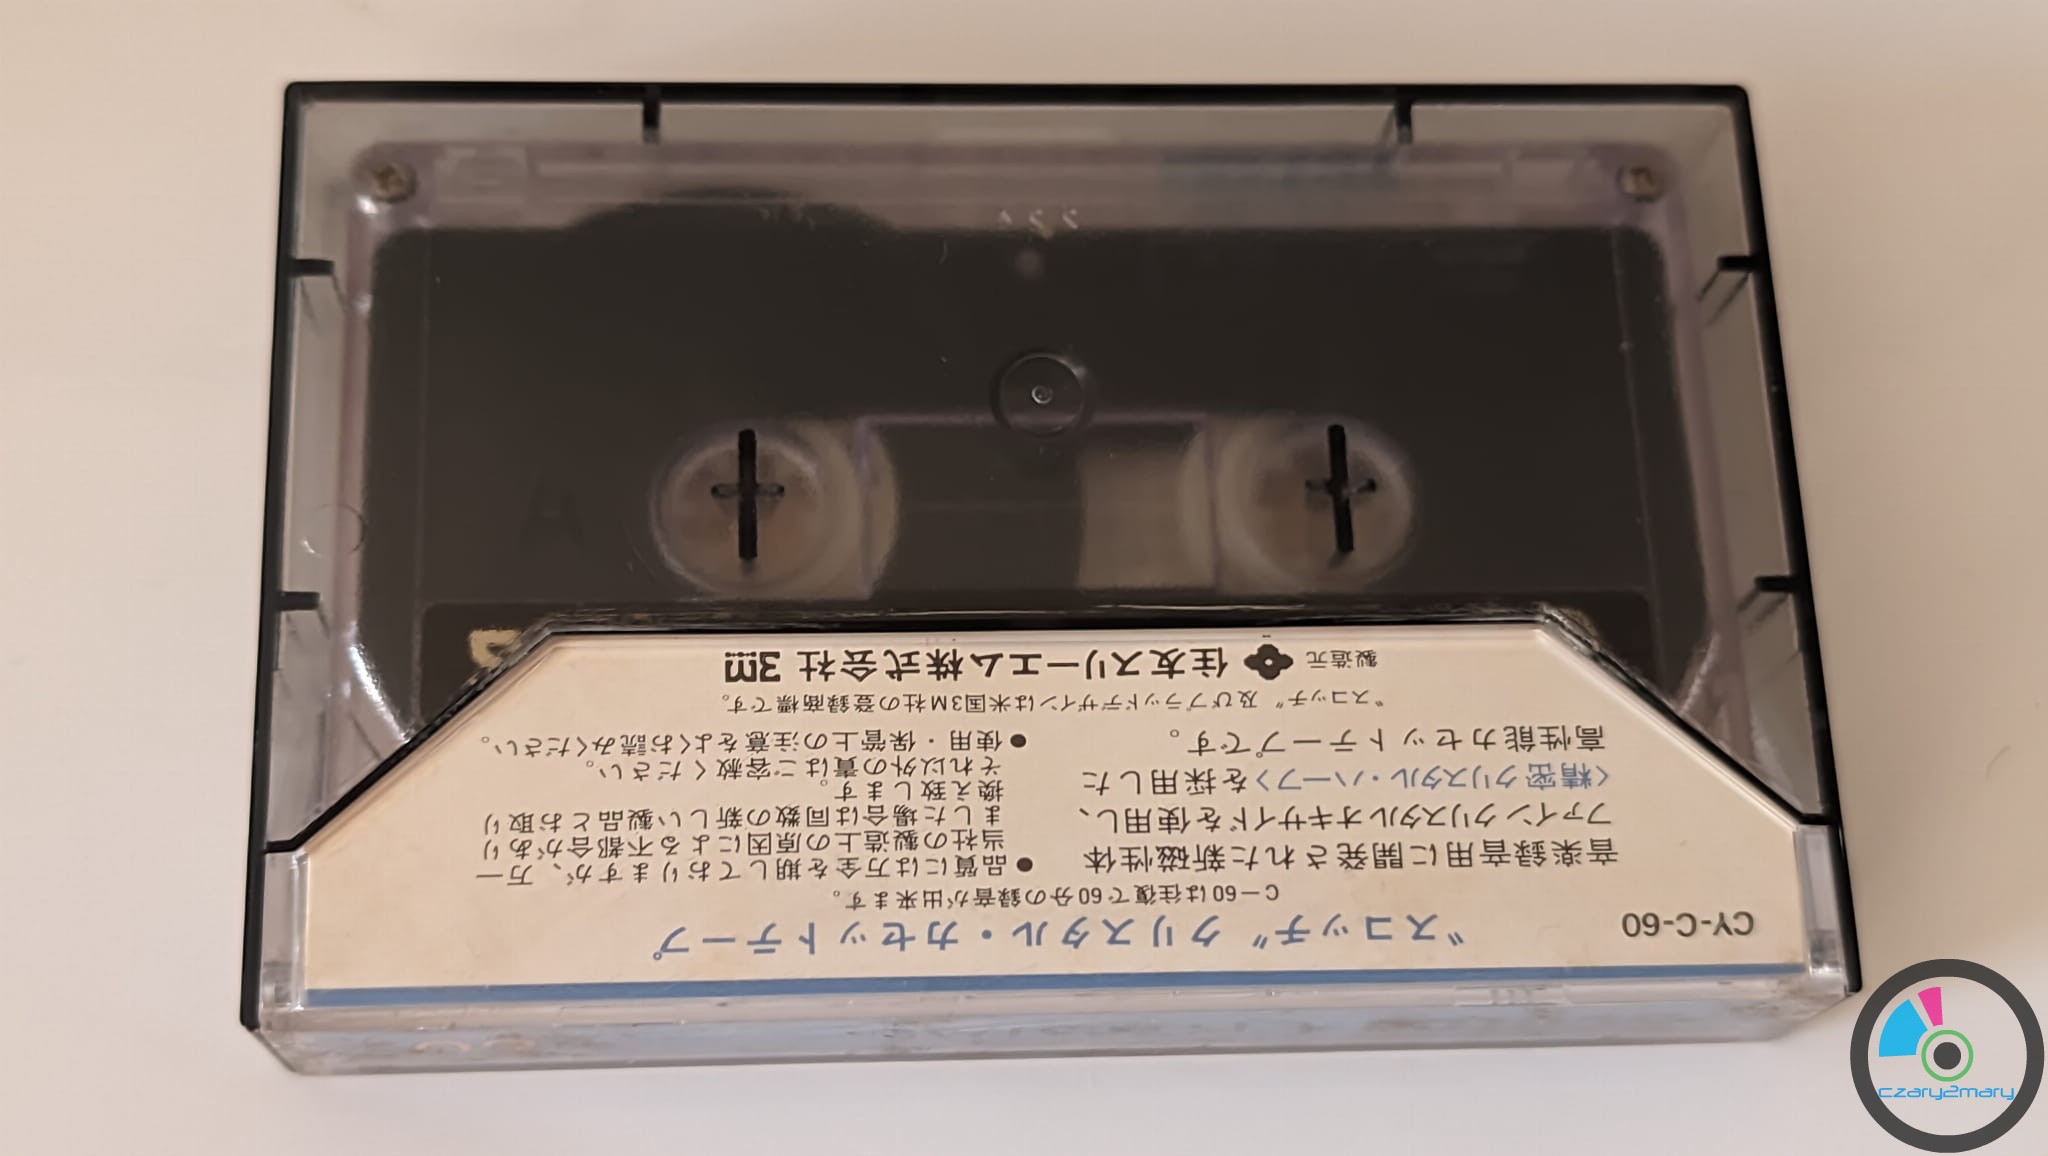 CY-C-60
〝スコッチ〟クリスタル・カセットテープ
C-60は往復で60分の録音が出来ます。
音楽録音用に開発された新磁性体
ファインクリスタルオキサイドを使用し、
〈精密クリスタル・ハーフ〉を採用した
高性能カセットテープです。
●品質には万全を期しておりますが、万一
当社の製造上の原因による不都合があり
ました場合は同数の新しい製品とお取り
換え致します。
それ以外の責はご容赦ください。
●使用・保管上の注意をよくお読みください。
〝スコッチ〟及びプラッドデザインは米国3M社の登録商標です。
製造元 住友スリーエム株式会社 3M
czary2mary